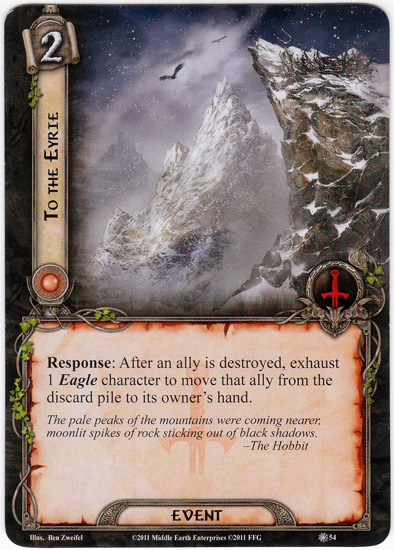 2
To the Eyrie
Response: After an ally is destroyed, exhaust
1 Eagle character to move that ally from the
discard pile to its owner's hand.
The pale peaks of the mountains were coming nearer,
moonlit spikes of rock sticking out of black shadows.
–The Hobbit
EVENT
Illus. Ben Zweifel
©2011 Middle Earth Enterprises ©2011 FFG
54